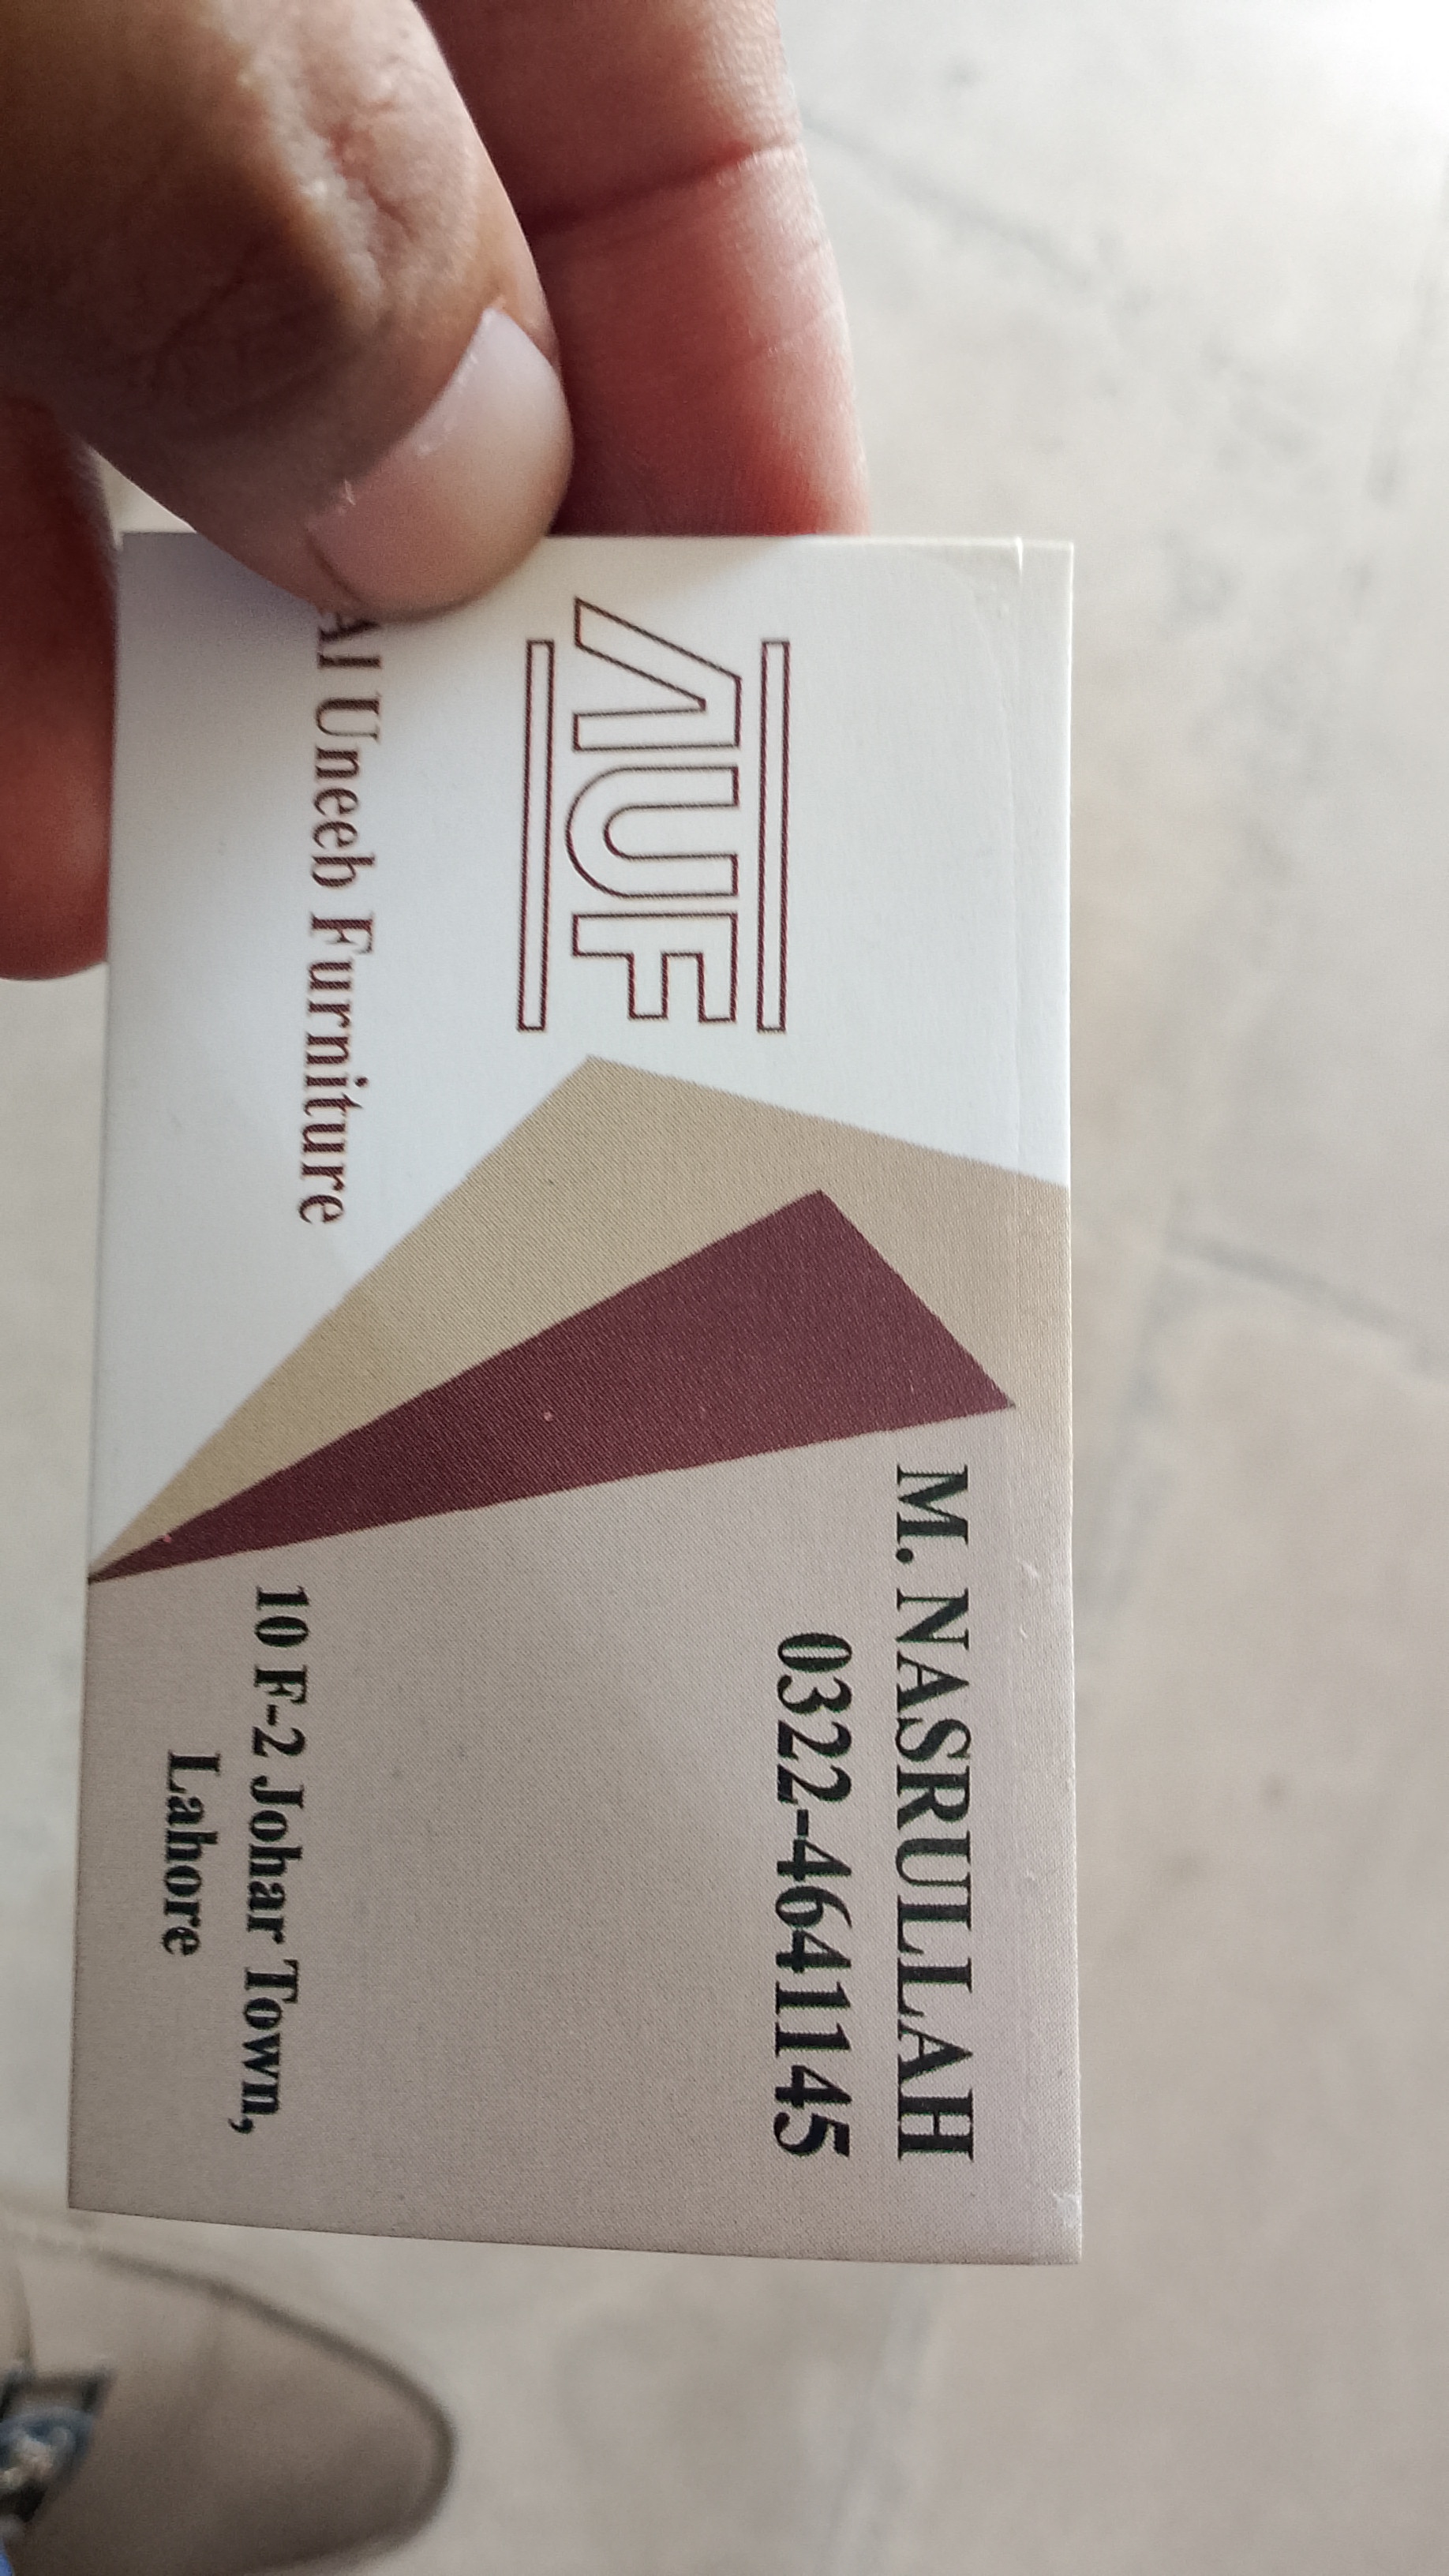 AUF
Al Uneeb Furniture
M. NASRULLAH
0322-4641145
10 F-2 Johar Town,
Lahore